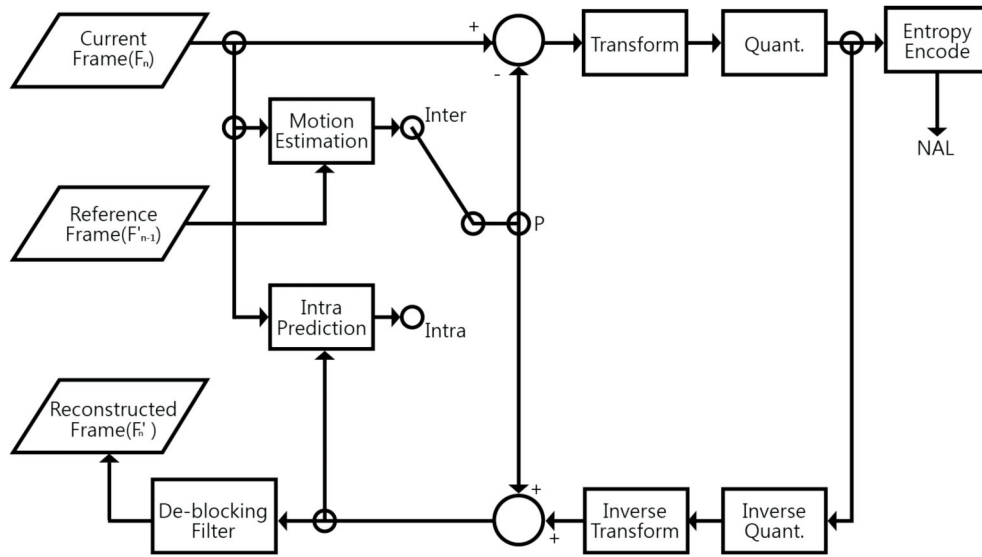 Current
Frame(Fn)
+
-
Transform
Quant.
Entropy
Encode
NAL
Motion
Estimation
Inter
Reference
Frame(F'n-1)
P
Intra
Prediction
Intra
Reconstructed
Frame(Fn')
De-blocking
Filter
+
+
Inverse
Transform
Inverse
Quant.